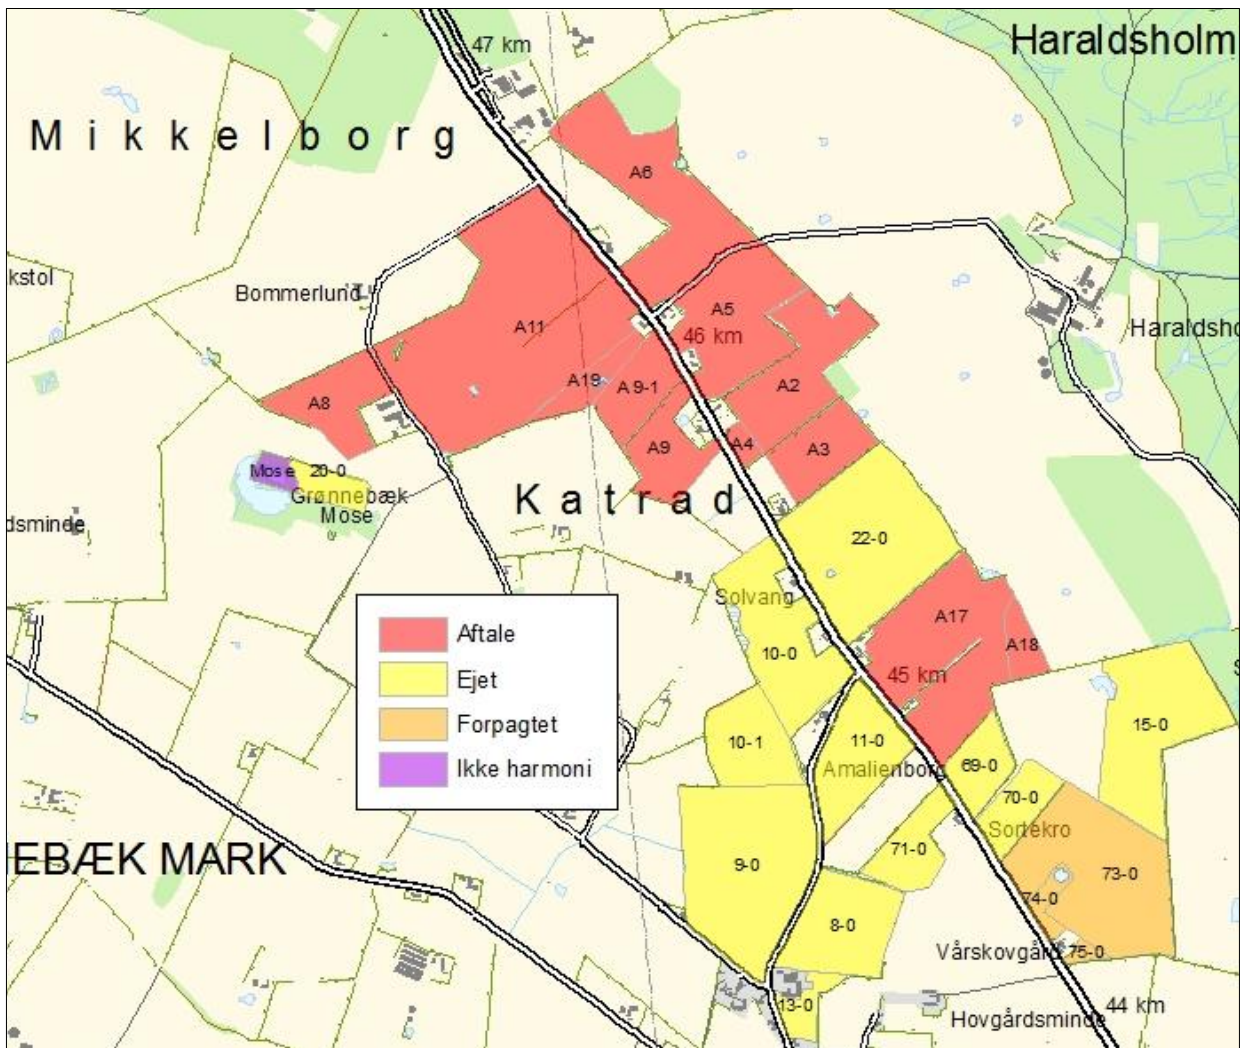 Haraldsholm
47 km
Mikkelborg
A6
kstol
Bommerlund
A11
A5
46 km
Haraldsho
A8
A19
A9-1
A2
A9
A4
A3
Mose
20-0
Grønnebæk
Mose
Katrad
dsminde
22-0
Solvang
A17
A18
10-0
45 km
Aftale
Ejet
Forpagtet
Ikke harmoni
10-1
11-0
Amalienborg
69-0
15-0
70-0
Sortekro
IEBÆK MARK
9-0
71-0
73-0
74-0
8-0
Vårskovgård
75-0
13-0
44 km
Hovgårdsminde